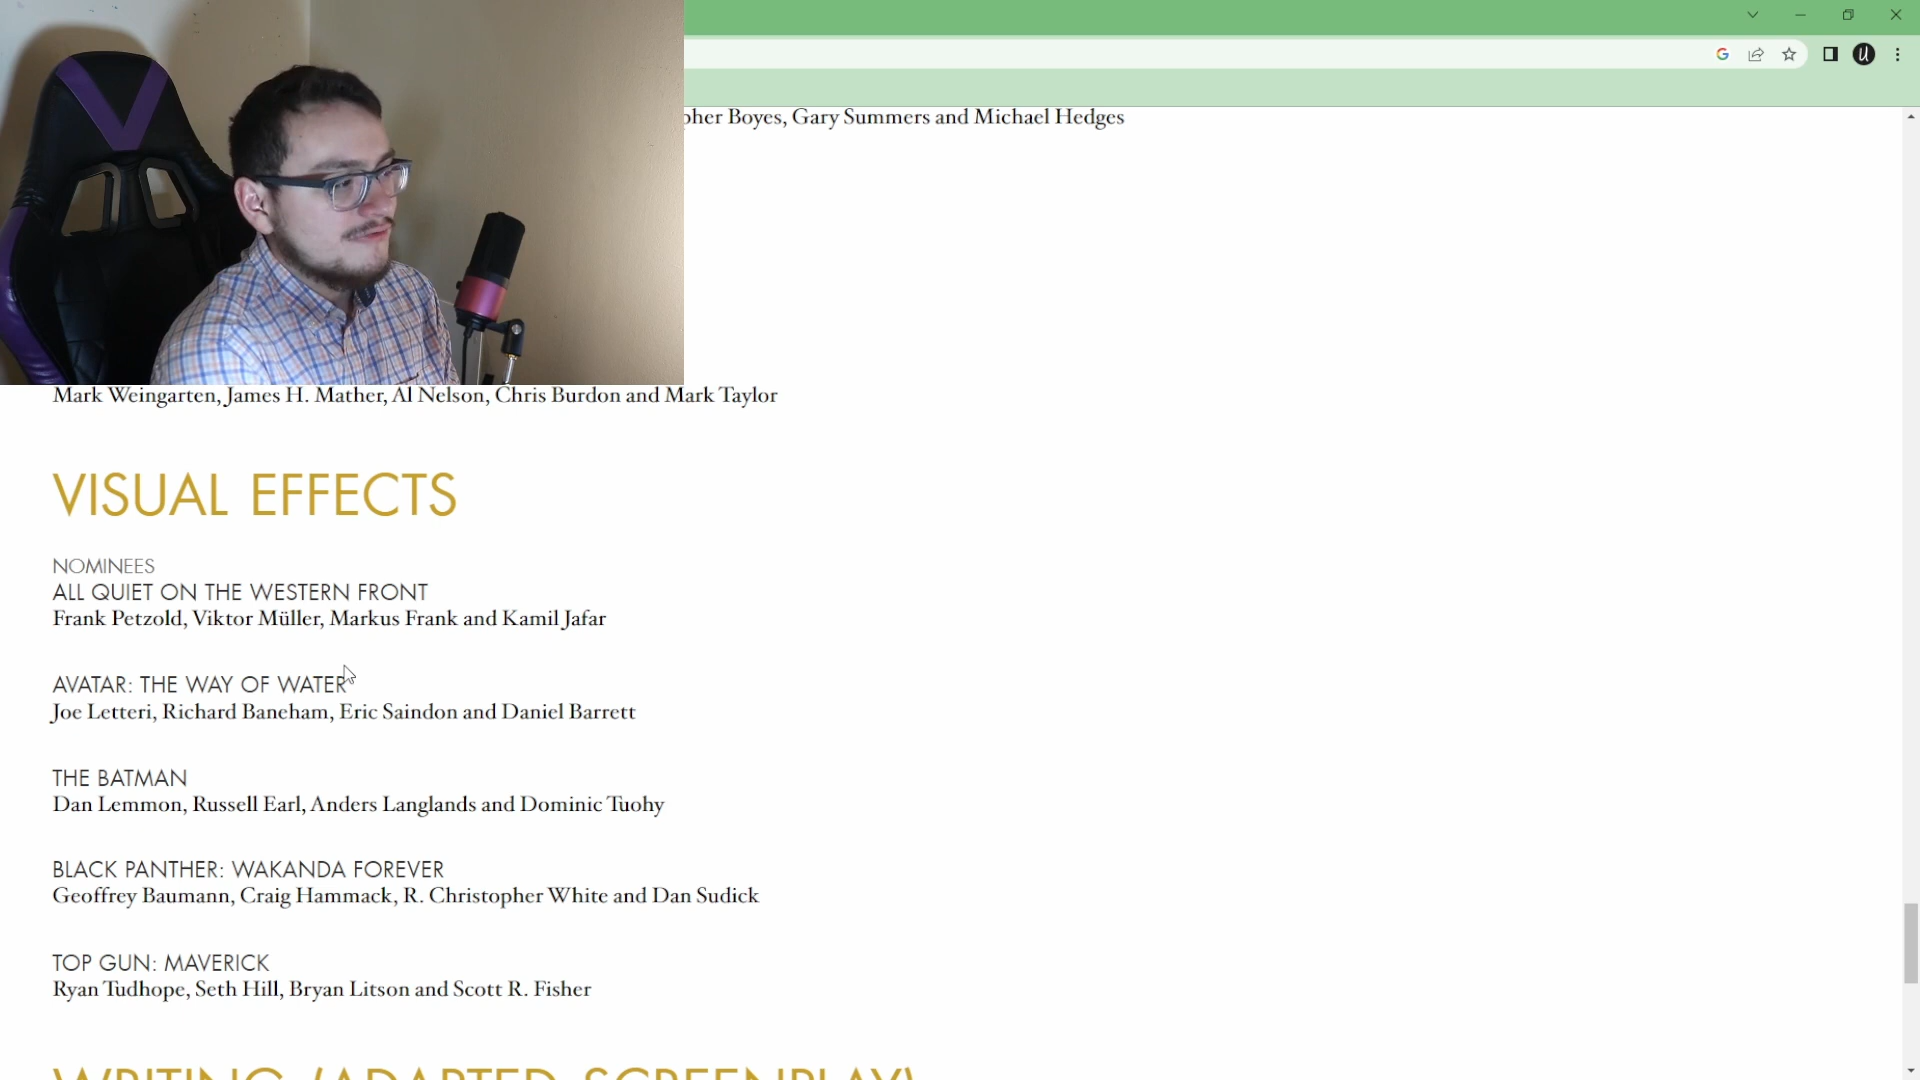 pher Boyes, Gary Summers and Michael Hedges
Mark Weingarten, James H. Mather, Al Nelson, Chris Burdon and Mark Taylor
VISUAL EFFECTS
NOMINEES
ALL QUIET ON THE WESTERN FRONT
Frank Petzold, Viktor Müller, Markus Frank and Kamil Jafar
AVATAR: THE WAY OF WATER
Joe Letteri, Richard Baneham, Eric Saindon and Daniel Barrett
THE BATMAN
Dan Lemmon, Russell Earl, Anders Langlands and Dominic Tuohy
BLACK PANTHER: WAKANDA FOREVER
Geoffrey Baumann, Craig Hammack, R. Christopher White and Dan Sudick
TOP GUN: MAVERICK
Ryan Tudhope, Seth Hill, Bryan Litson and Scott R. Fisher
WRITING (ADAPTED SCREENPLAY)